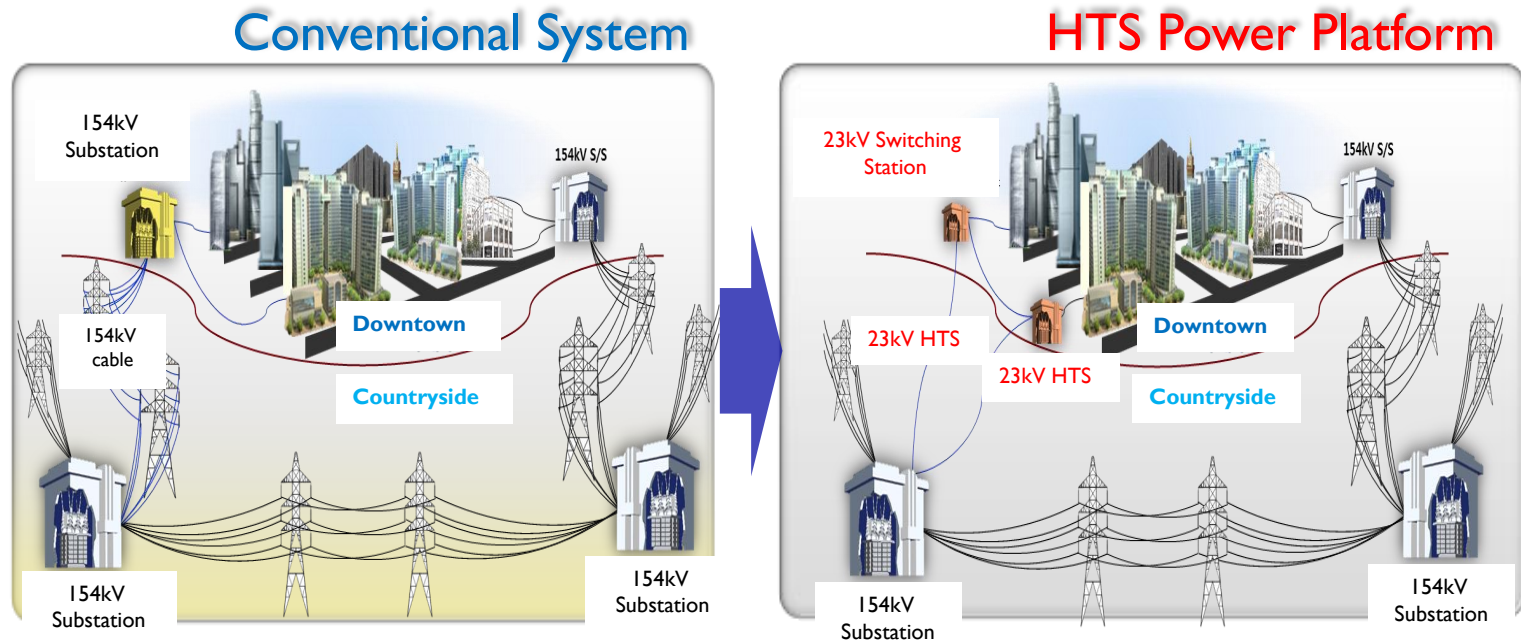 Conventional System
154kV
Substation
154kV S/S
154kV
cable
Downtown
Countryside
154kV
Substation
154kV
Substation
HTS Power Platform
23kV Switching
Station
154kV S/S
23kV HTS
23kV HTS
Downtown
Countryside
154kV
Substation
154kV
Substation